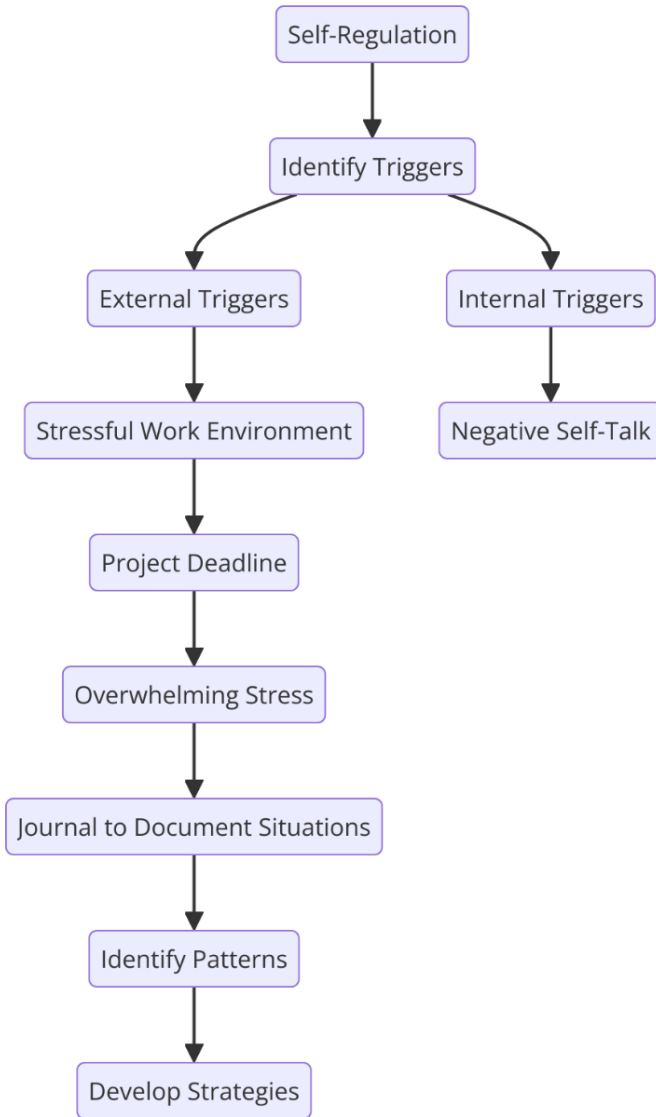 Self-Regulation
Identify Triggers
External Triggers
Internal Triggers
Stressful Work Environment
Negative Self-Talk
Project Deadline
Overwhelming Stress
Journal to Document Situations
Identify Patterns
Develop Strategies